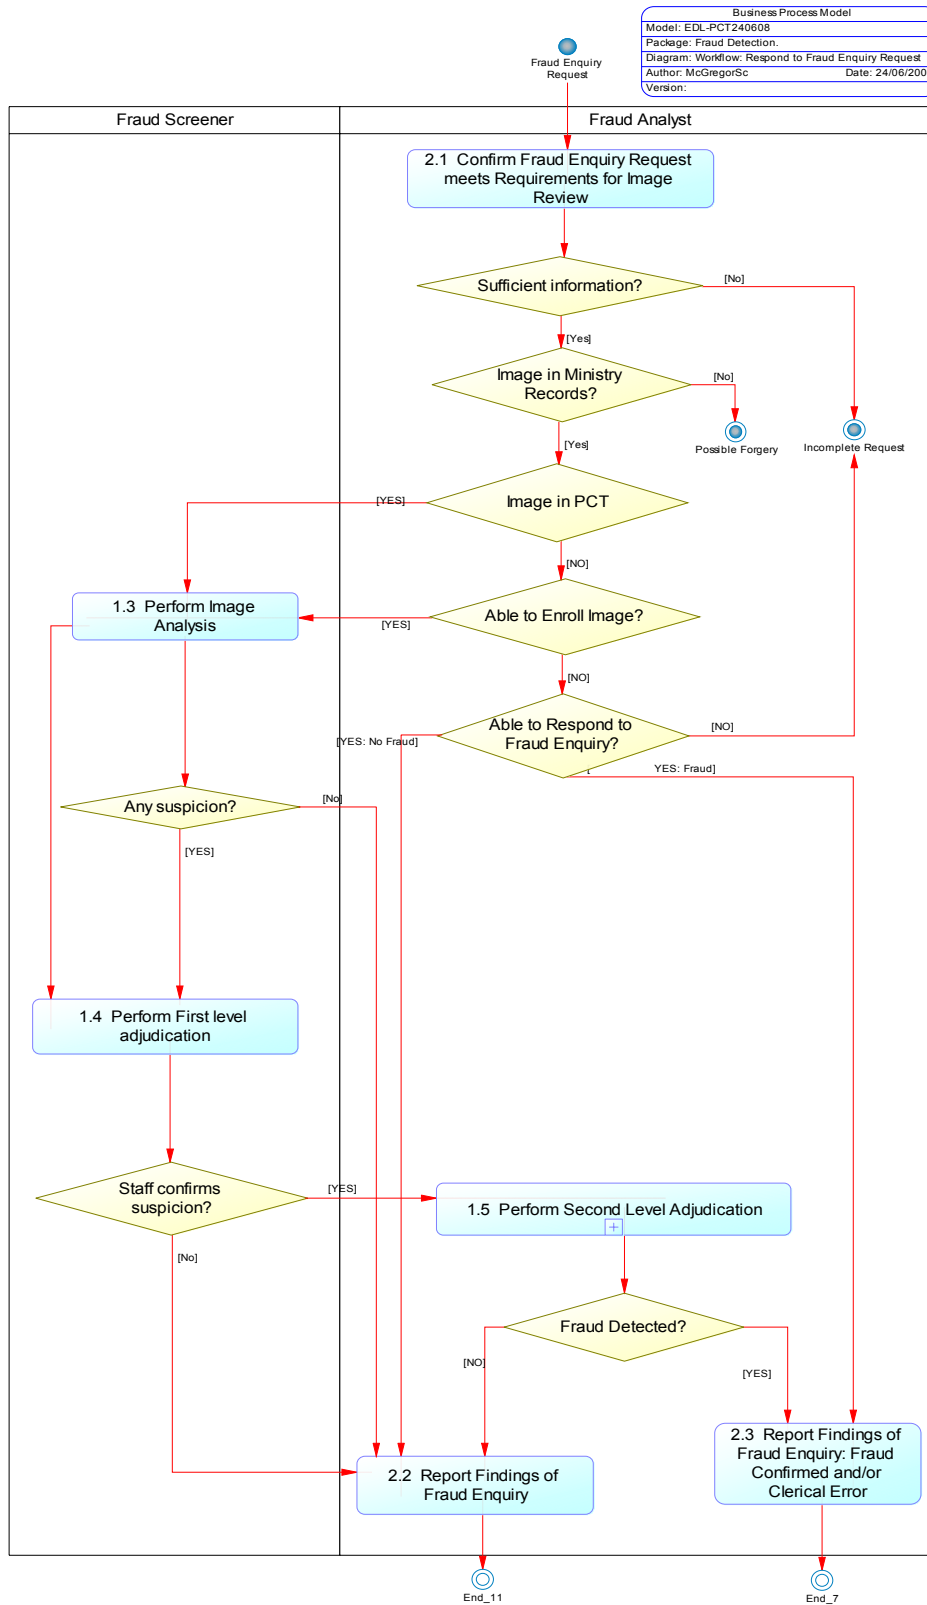 Business Process Model
Model: EDL-PCT240608
Package: Fraud Detection.
Diagram: Workflow: Respond to Fraud Enquiry Request
Author: McGregorSc Date: 24/06/200
Version:
Fraud Enquiry
Request
Fraud Screener
Fraud Analyst
2.1 Confirm Fraud Enquiry Request
meets Requirements for Image
Review
Sufficient information?
[No]
[Yes]
Image in Ministry
Records?
[No]
[Yes]
Possible Forgery
Incomplete Request
Image in PCT
[YES]
[NO]
1.3 Perform Image
Analysis
Able to Enroll Image?
[YES]
[NO]
Able to Respond to
Fraud Enquiry?
[NO]
[YES: No Fraud]
[ YES: Fraud]
Any suspicion?
[No]
[YES]
1.4 Perform First level
adjudication
Staff confirms
suspicion?
[YES]
[No]
1.5 Perform Second Level Adjudication
Fraud Detected?
[NO]
[YES]
2.2 Report Findings of
Fraud Enquiry
2.3 Report Findings of
Fraud Enquiry: Fraud
Confirmed and/or
Clerical Error
End_11
End_7